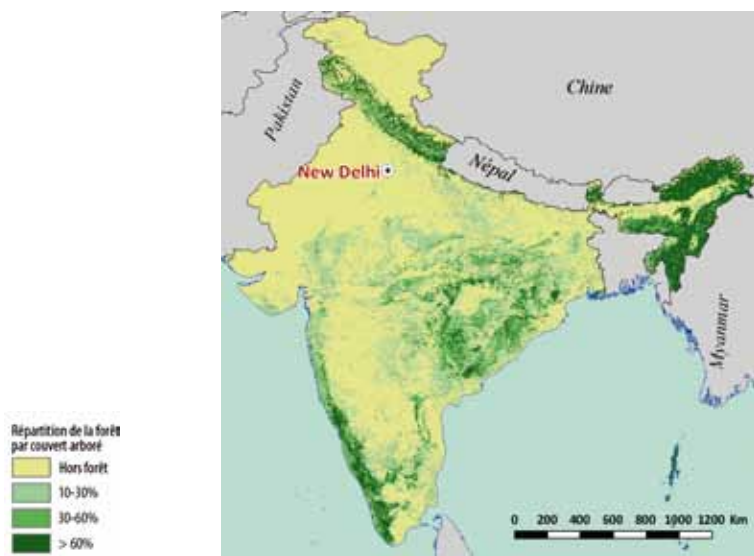 Chine
Pakistan
Népal
New Delhi
Myanmar
Répartition de la forêt
par couvert arboré
Hors forêt
10-30%
30-60%
> 60%
0 200 400 600 800 1000 1200 Km